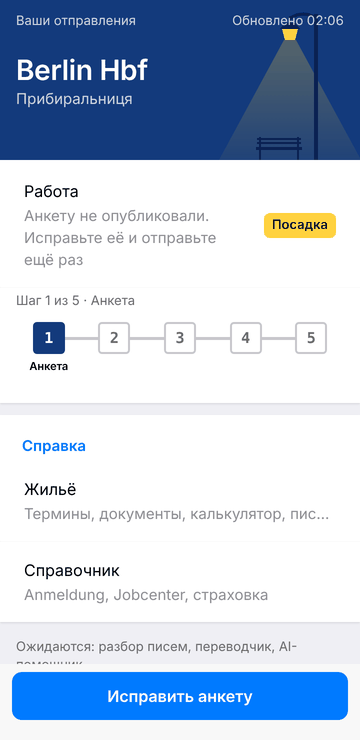 Ваши отправления
Обновлено 02:06
Berlin Hbf
Прибиральниця
Работа
Анкету не опубликовали.
Исправьте её и отправьте
ещё раз
Посадка
Шаг 1 из 5 · Анкета
1 2 3 4 5
Анкета
Справка
Жильё
Термины, документы, калькулятор, пис...
Справочник
Anmeldung, Jobcenter, страховка
Ожидаются: разбор писем, переводчик, AI-
помощник
Исправить анкету